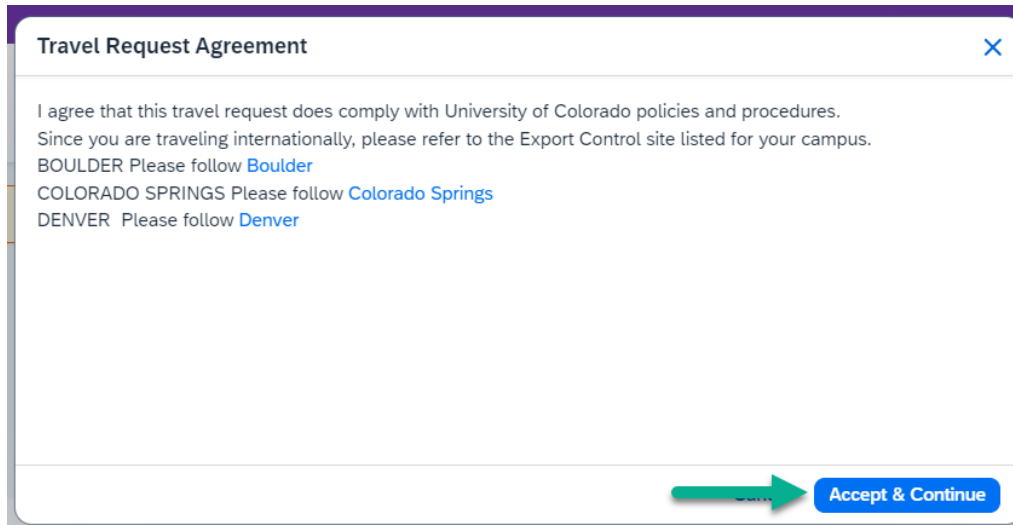 Travel Request Agreement
I agree that this travel request does comply with University of Colorado policies and procedures.
Since you are traveling internationally, please refer to the Export Control site listed for your campus.
BOULDER Please follow Boulder
COLORADO SPRINGS Please follow Colorado Springs
DENVER Please follow Denver
Accept & Continue